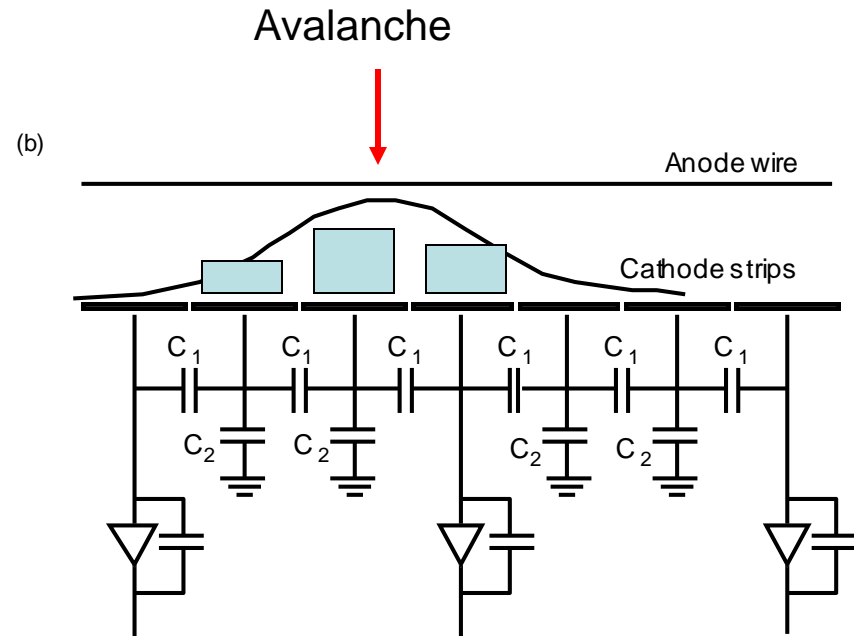 Avalanche
(b)
Anode wire
Cathode strips
C1 C1 C1 C1 C1 C1
C2 C2 C2 C2